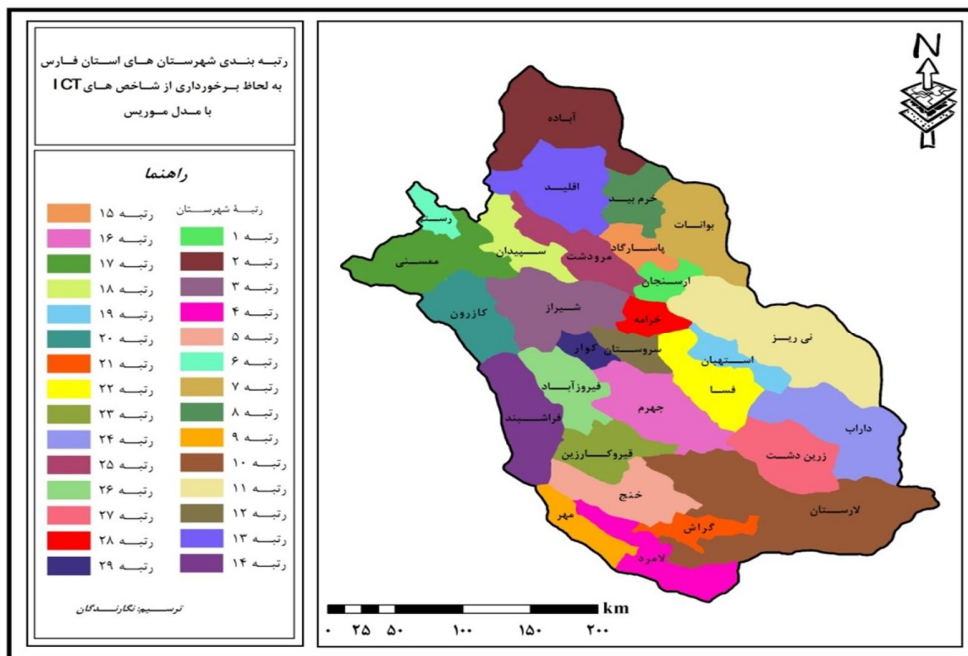 رتبه بندی شهرستان های استان فارس
به لحاظ برخورداری از شاخص های ICT
با مدل موریس
راهنما
رتبهٔ شهرستان
رتبه ۱
رتبه ۲
رتبه ۳
رتبه ۴
رتبه ۵
رتبه ۶
رتبه ۷
رتبه ۸
رتبه ۹
رتبه ۱۰
رتبه ۱۱
رتبه ۱۲
رتبه ۱۳
رتبه ۱۴
رتبه ۱۵
رتبه ۱۶
رتبه ۱۷
رتبه ۱۸
رتبه ۱۹
رتبه ۲۰
رتبه ۲۱
رتبه ۲۲
رتبه ۲۳
رتبه ۲۴
رتبه ۲۵
رتبه ۲۶
رتبه ۲۷
رتبه ۲۸
رتبه ۲۹
ترسیم: نگارندگان
N
آباده
اقلید
خرم بید
بوانات
رستم
پاسارگاد
سپیدان
مرودشت
ممسنی
ارسنجان
شیراز
کازرون
خرامه
نی ریز
کوار
سروستان
استهبان
فسا
فیروزآباد
فراشبند
جهرم
داراب
قیروکارزین
زرین دشت
خنج
لارستان
مهر
گراش
لامرد
km
۰ ۲۵ ۵۰ ۱۰۰ ۱۵۰ ۲۰۰